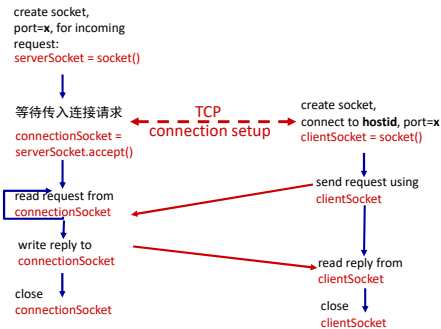 create socket,
port=x, for incoming
request:
serverSocket = socket()
等待传入连接请求
connectionSocket =
serverSocket.accept()
TCP
connection setup
create socket,
connect to hostid, port=x
clientSocket = socket()
read request from
connectionSocket
send request using
clientSocket
write reply to
connectionSocket
read reply from
clientSocket
close
connectionSocket
close
clientSocket